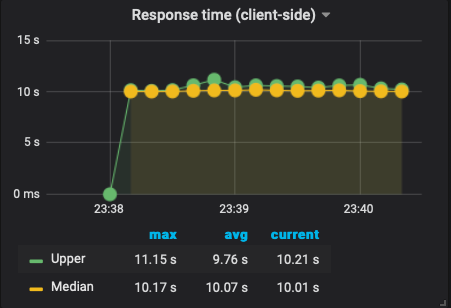 Response time (client-side)
15 s
10 s
5 s
0 ms
23:38 23:39 23:40
max avg current
Upper 11.15 s 9.76 s 10.21 s
Median 10.17 s 10.07 s 10.01 s